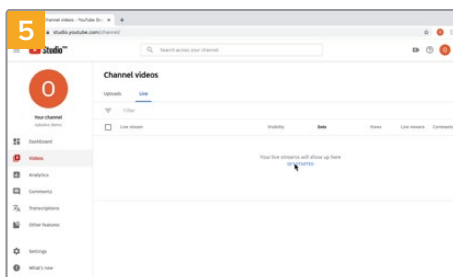 5
Channel videos - YouTube St
studio.youtube.com/channel/
Studio
Search across your channel
O
Your channel
Channel videos
Uploads
Live
Filter
Live stream
Visibility
Date
Views
Live viewers
Comments
Your live streams will show up here
GET STARTED
Dashboard
Videos
Analytics
Comments
Transcriptions
Other features
Settings
What's new